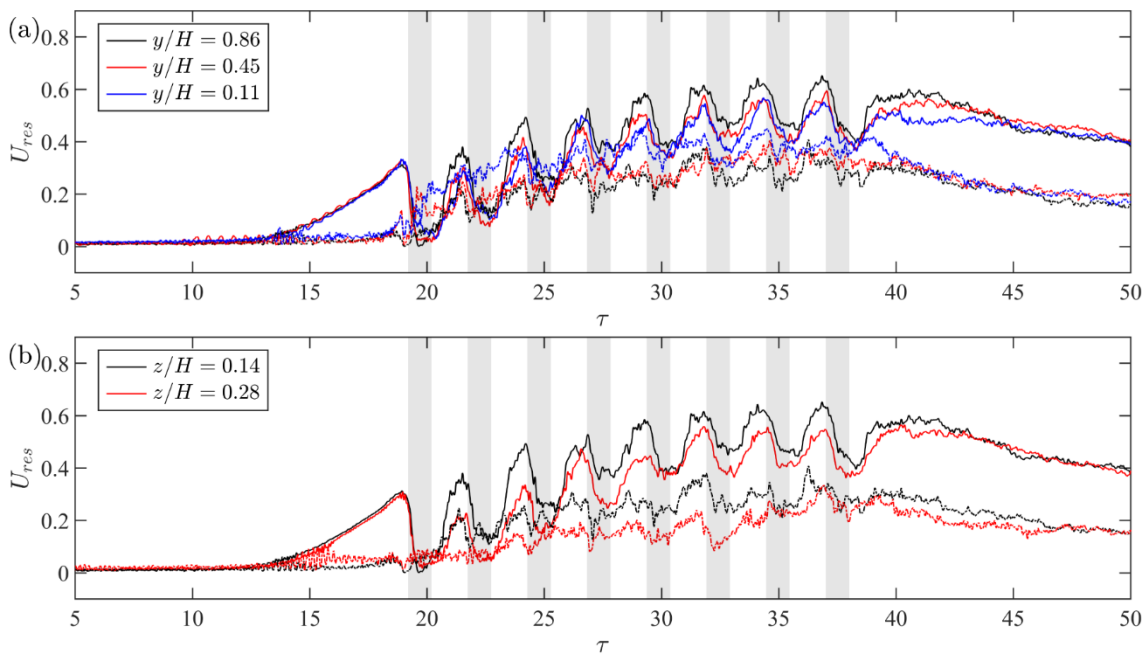 (a)
y/H = 0.86
y/H = 0.45
y/H = 0.11
U_res
0.8
0.6
0.4
0.2
0
5 10 15 20 25 30 35 40 45 50
τ
(b)
z/H = 0.14
z/H = 0.28
U_res
0.8
0.6
0.4
0.2
0
5 10 15 20 25 30 35 40 45 50
τ